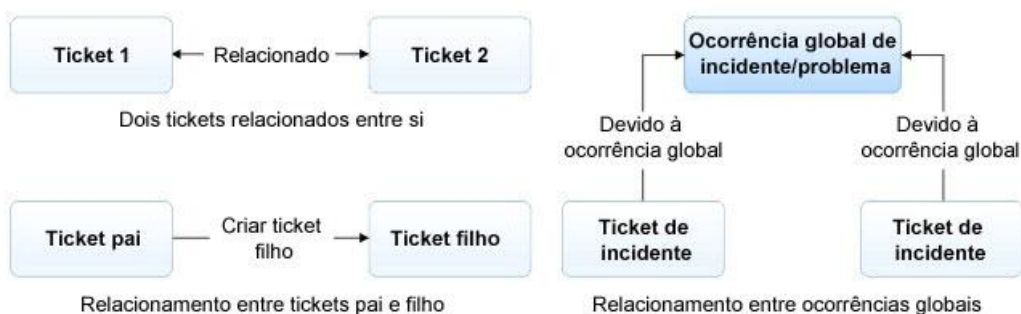 Ticket 1
Relacionado
Ticket 2
Dois tickets relacionados entre si
Ticket pai
Criar ticket
filho
Ticket filho
Relacionamento entre tickets pai e filho
Ocorrência global de
incidente/problema
Devido à
ocorrência global
Devido à
ocorrência global
Ticket de
incidente
Ticket de
incidente
Relacionamento entre ocorrências globais